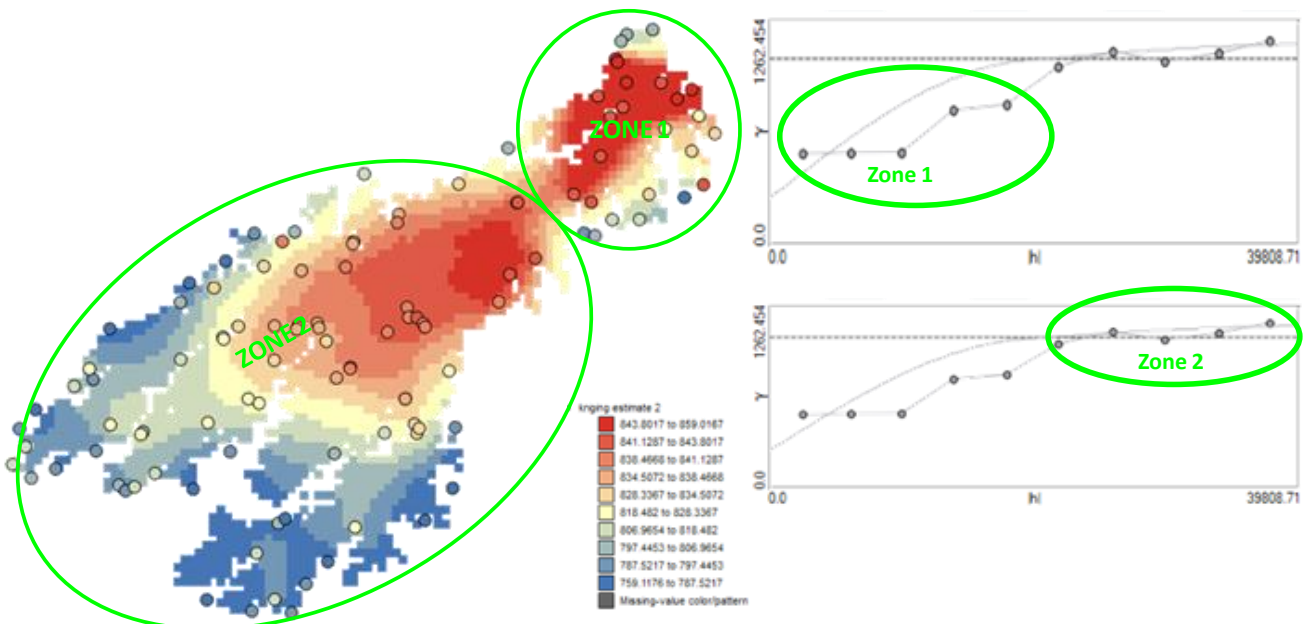 ZONE 1
ZONE 2
kriging estimate 2
843.8017 to 859.0167
841.1287 to 843.8017
838.4668 to 841.1287
834.5072 to 838.4668
828.3367 to 834.5072
818.482 to 828.3367
806.9654 to 818.482
797.4453 to 806.9654
787.5217 to 797.4453
759.1176 to 787.5217
Missing-value color/pattern
1262.454
γ
0.0
Zone 1
0.0
|h|
39808.71
1262.454
γ
0.0
Zone 2
0.0
|h|
39808.71